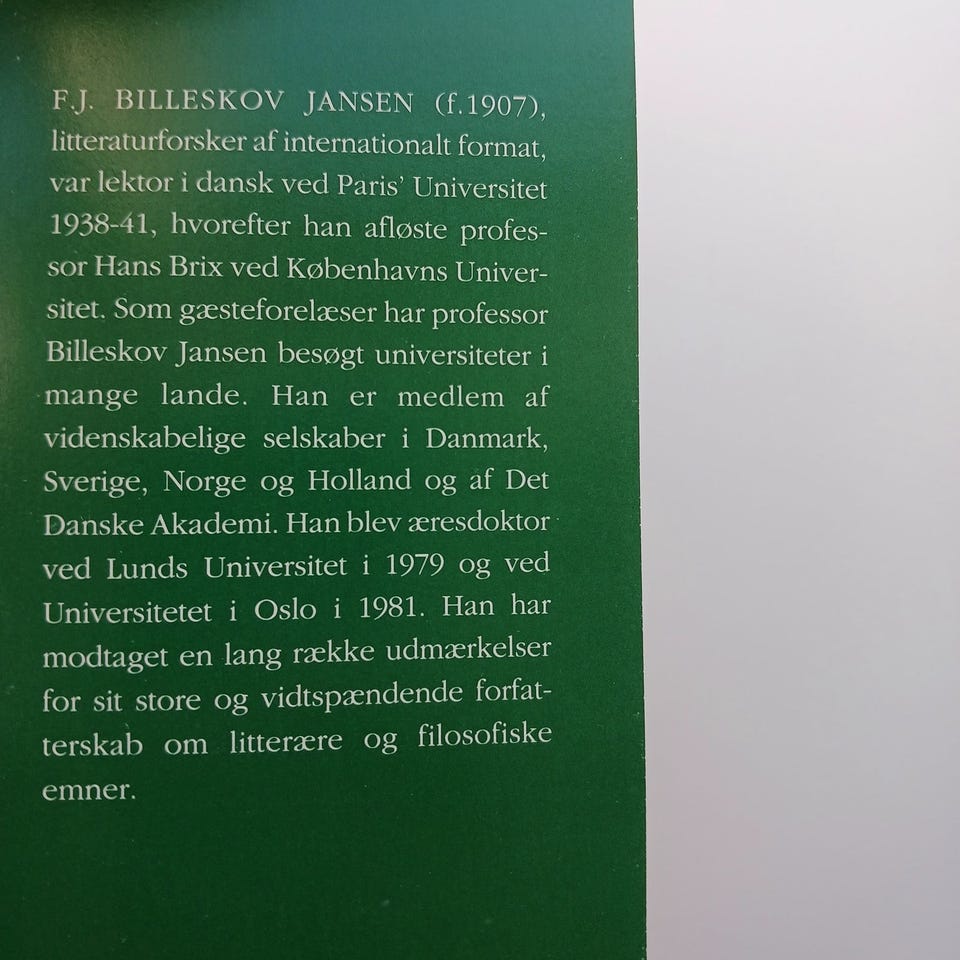 F.J. BILLESKOV JANSEN (f.1907),
litteraturforsker af internationalt format,
var lektor i dansk ved Paris’ Universitet
1938-41, hvorefter han afløste profes-
sor Hans Brix ved Københavns Univer-
sitet. Som gæsteforelæser har professor
Billeskov Jansen besøgt universiteter i
mange lande. Han er medlem af
videnskabelige selskaber i Danmark,
Sverige, Norge og Holland og af Det
Danske Akademi. Han blev æresdoktor
ved Lunds Universitet i 1979 og ved
Universitetet i Oslo i 1981. Han har
modtaget en lang række udmærkelser
for sit store og vidtspændende forfat-
terskab om litterære og filosofiske
emner.